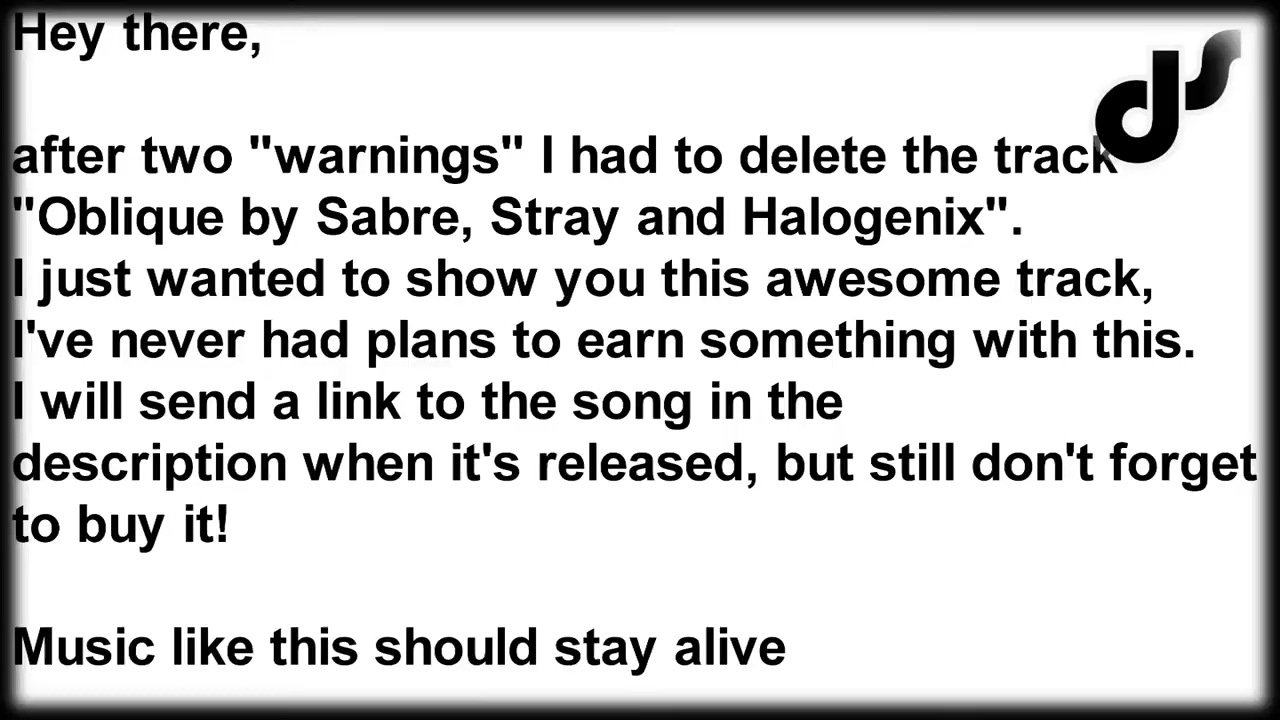 Hey there,
ds
after two "warnings" I had to delete the track
"Oblique by Sabre, Stray and Halogenix".
I just wanted to show you this awesome track,
I've never had plans to earn something with this.
I will send a link to the song in the
description when it's released, but still don't forget
to buy it!
Music like this should stay alive